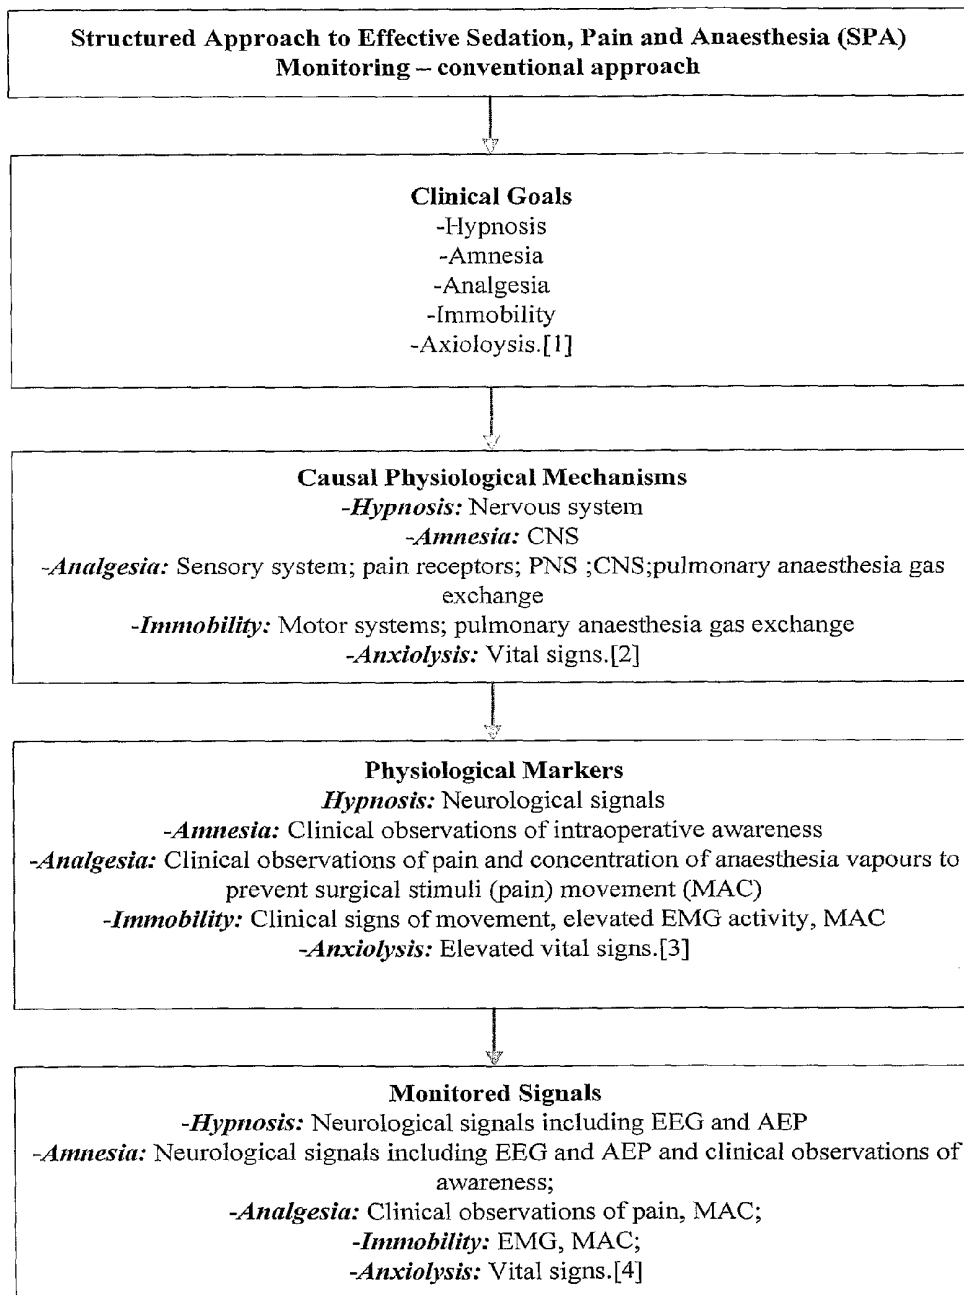 Structured Approach to Effective Sedation, Pain and Anaesthesia (SPA)
Monitoring – conventional approach
Clinical Goals
-Hypnosis
-Amnesia
-Analgesia
-Immobility
-Axioloysis.[1]
Causal Physiological Mechanisms
-Hypnosis: Nervous system
-Amnesia: CNS
-Analgesia: Sensory system; pain receptors; PNS ;CNS;pulmonary anaesthesia gas
exchange
-Immobility: Motor systems; pulmonary anaesthesia gas exchange
-Anxiolysis: Vital signs.[2]
Physiological Markers
Hypnosis: Neurological signals
-Amnesia: Clinical observations of intraoperative awareness
-Analgesia: Clinical observations of pain and concentration of anaesthesia vapours to
prevent surgical stimuli (pain) movement (MAC)
-Immobility: Clinical signs of movement, elevated EMG activity, MAC
-Anxiolysis: Elevated vital signs.[3]
Monitored Signals
-Hypnosis: Neurological signals including EEG and AEP
-Amnesia: Neurological signals including EEG and AEP and clinical observations of
awareness;
-Analgesia: Clinical observations of pain, MAC;
-Immobility: EMG, MAC;
-Anxiolysis: Vital signs.[4]